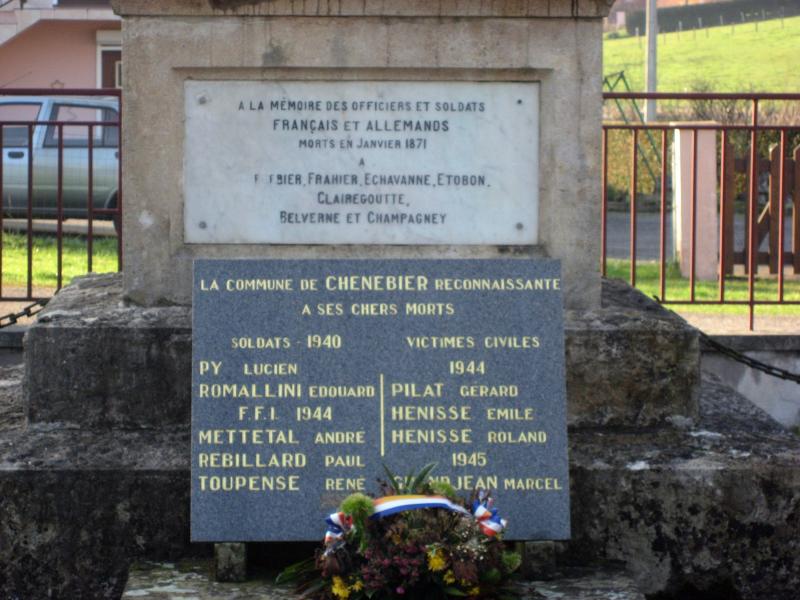 A LA MÉMOIRE DES OFFICIERS ET SOLDATS
FRANÇAIS ET ALLEMANDS
MORTS EN JANVIER 1871
A
FRAHIER, ECHAVANNE, ETOBON,
CLAIREGOUTTE,
BELVERNE ET CHAMPAGNEY
LA COMMUNE DE CHENEBIER RECONNAISSANTE
A SES CHERS MORTS
SOLDATS - 1940
PY LUCIEN
ROMALLINI EDOUARD
F.F.I. 1944
METTETAL ANDRÉ
REBILLARD PAUL
TOUPENSE RENÉ
VICTIMES CIVILES
1944
PILAT GERARD
HENISSE EMILE
HENISSE ROLAND
1945
MARCEL